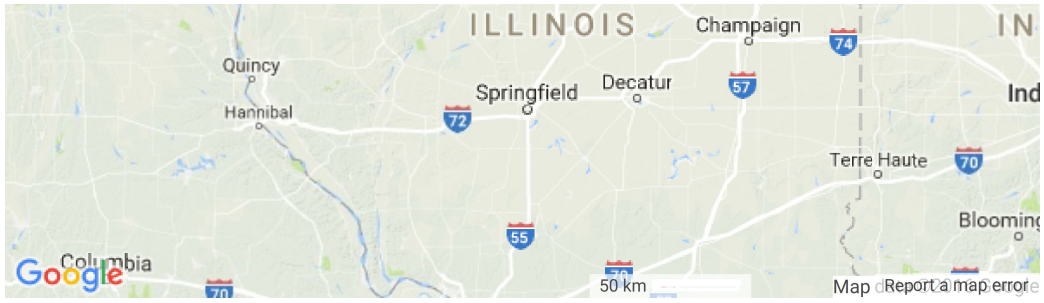 ILLINOIS
IN
Champaign
74
Quincy
57
Springfield
Decatur
Ind
Hannibal
72
Terre Haute
70
Blooming
55
Columbia
Google
70
70
50 km
Map
Report a map error